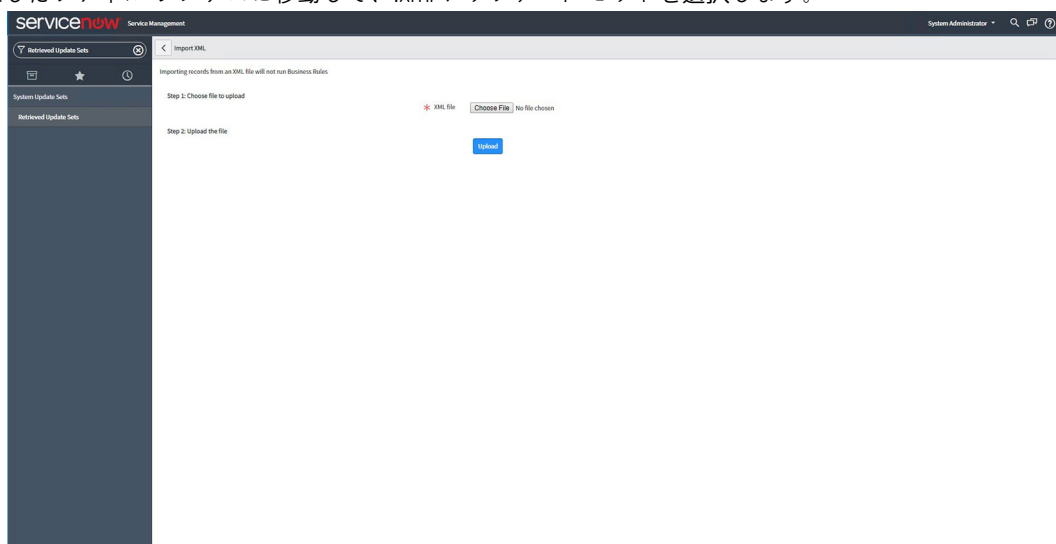 servicenow Service Management
System Administrator
Retrieved Update Sets
Import XML
Importing records from an XML file will not run Business Rules
System Update Sets
Retrieved Update Sets
Step 1: Choose file to upload
XML file Choose File No file chosen
Step 2: Upload the file
Upload